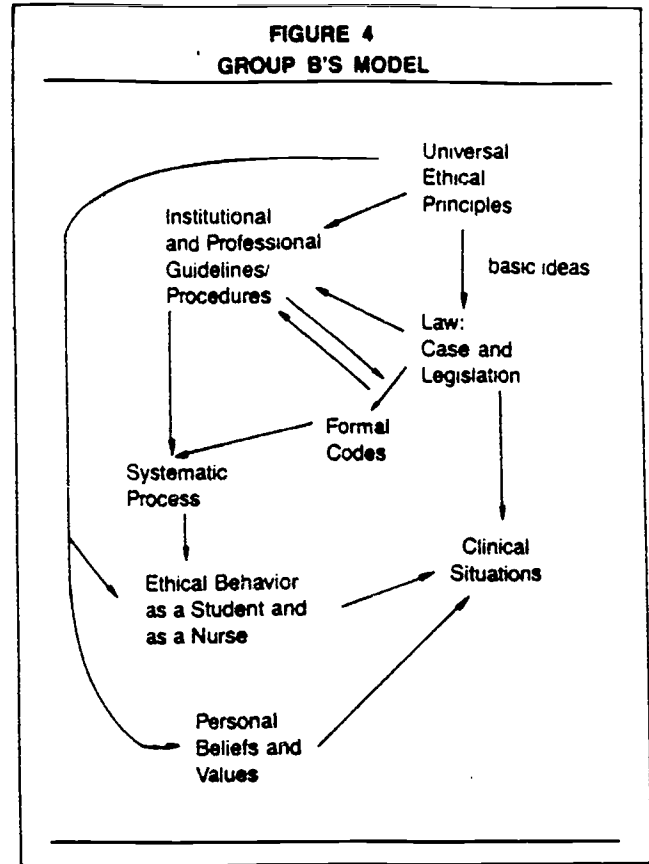 FIGURE 4
GROUP B'S MODEL
Universal
Ethical
Principles
Institutional
and Professional
Guidelines/
Procedures
basic ideas
Law:
Case and
Legislation
Formal
Codes
Systematic
Process
Clinical
Situations
Ethical Behavior
as a Student and
as a Nurse
Personal
Beliefs and
Values